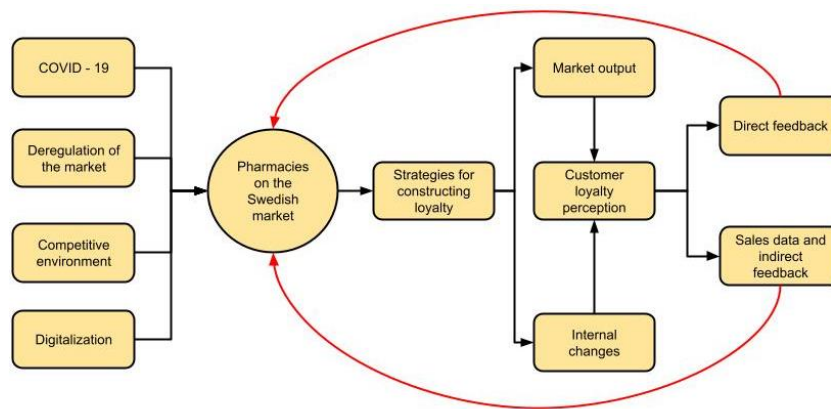 COVID - 19
Deregulation of
the market
Competitive
environment
Digitalization
Pharmacies
on the
Swedish
market
Strategies for
constructing
loyalty
Market output
Customer
loyalty
perception
Internal
changes
Direct feedback
Sales data and
indirect
feedback